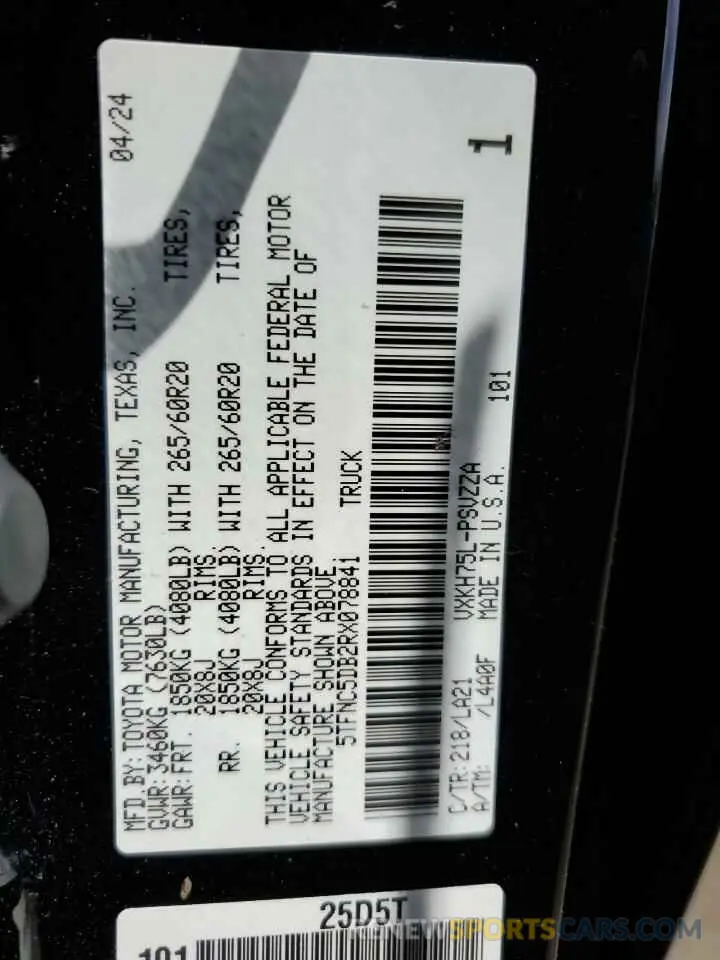 MFD BY: TOYOTA MOTOR MANUFACTURING, TEXAS, INC. 04/24
GVWR: 3460KG (7630LB)
GAWR: FRT. 1850KG (4080LB) WITH 265/60R20 TIRES,
20X8J RIMS.
RR. 1850KG (4080LB) WITH 265/60R20 TIRES,
20X8J RIMS.
THIS VEHICLE CONFORMS TO ALL APPLICABLE FEDERAL MOTOR
VEHICLE SAFETY STANDARDS IN EFFECT ON THE DATE OF
MANUFACTURE SHOWN ABOVE.
5TFNC5DB2RX078841 TRUCK
C/TR: 218/LA21 VXKH75L-PSVZZA
A/TM: /L4A0F MADE IN U.S.A. 101 1
25D5T
101